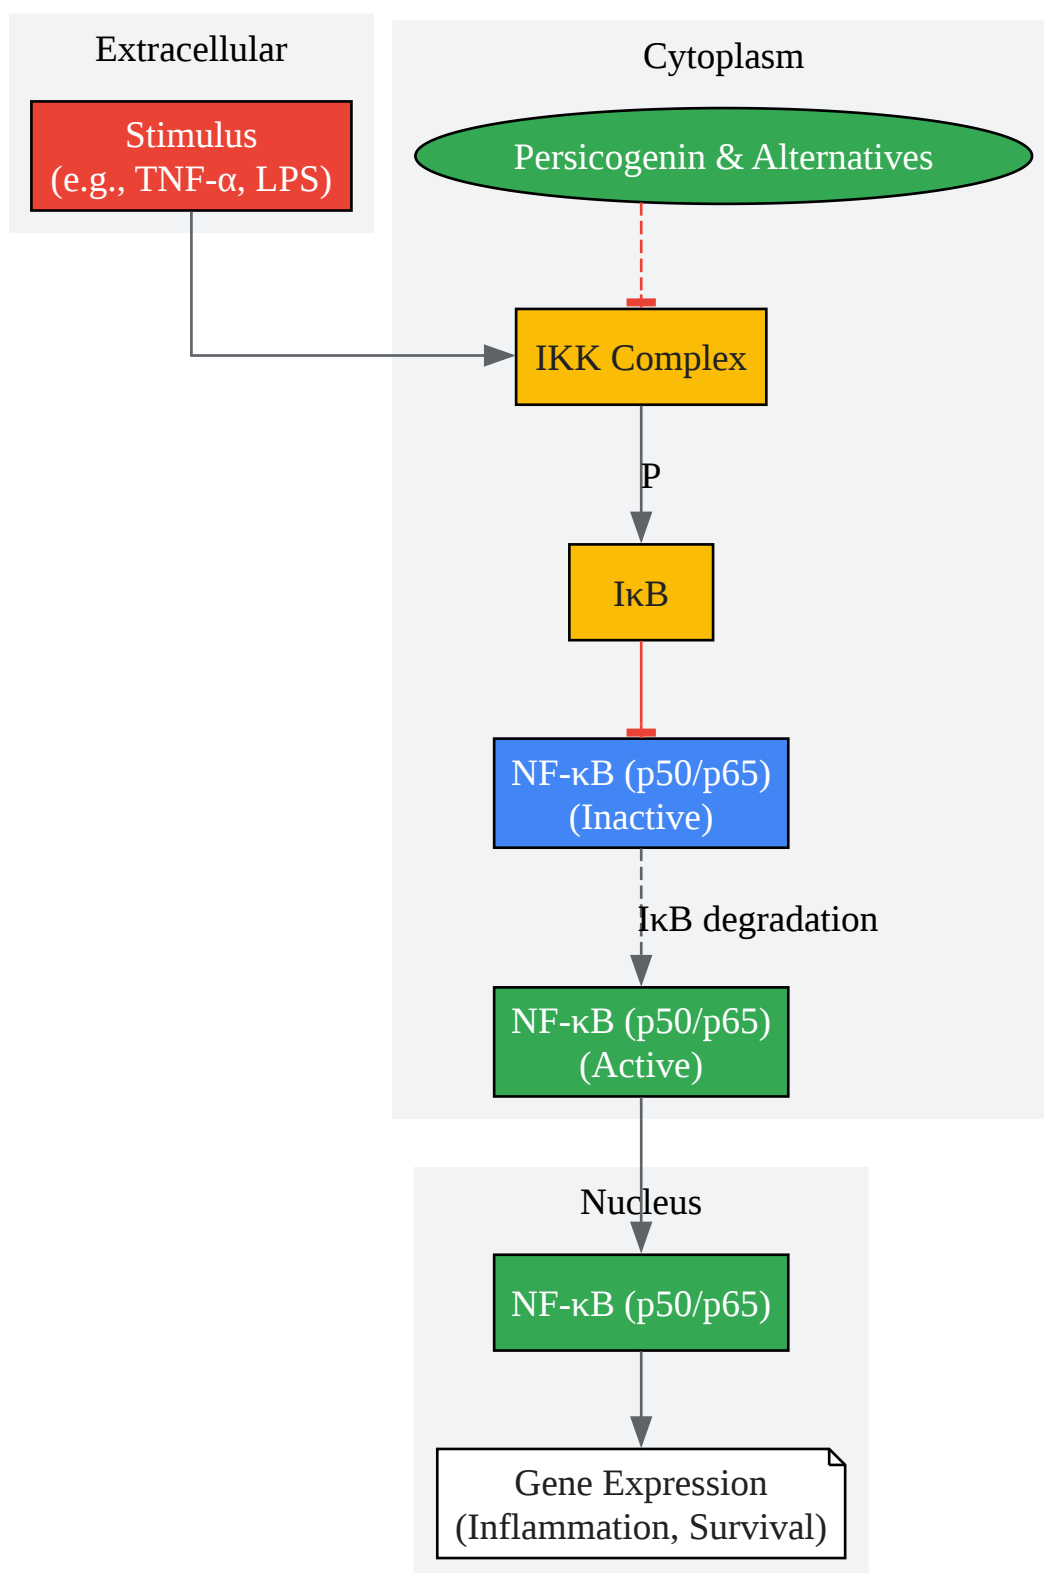 Extracellular
Stimulus
(e.g., TNF-α, LPS)
Cytoplasm
Persicogenin & Alternatives
IKK Complex
P
IκB
NF-κB (p50/p65)
(Inactive)
IκB degradation
NF-κB (p50/p65)
(Active)
Nucleus
NF-κB (p50/p65)
Gene Expression
(Inflammation, Survival)